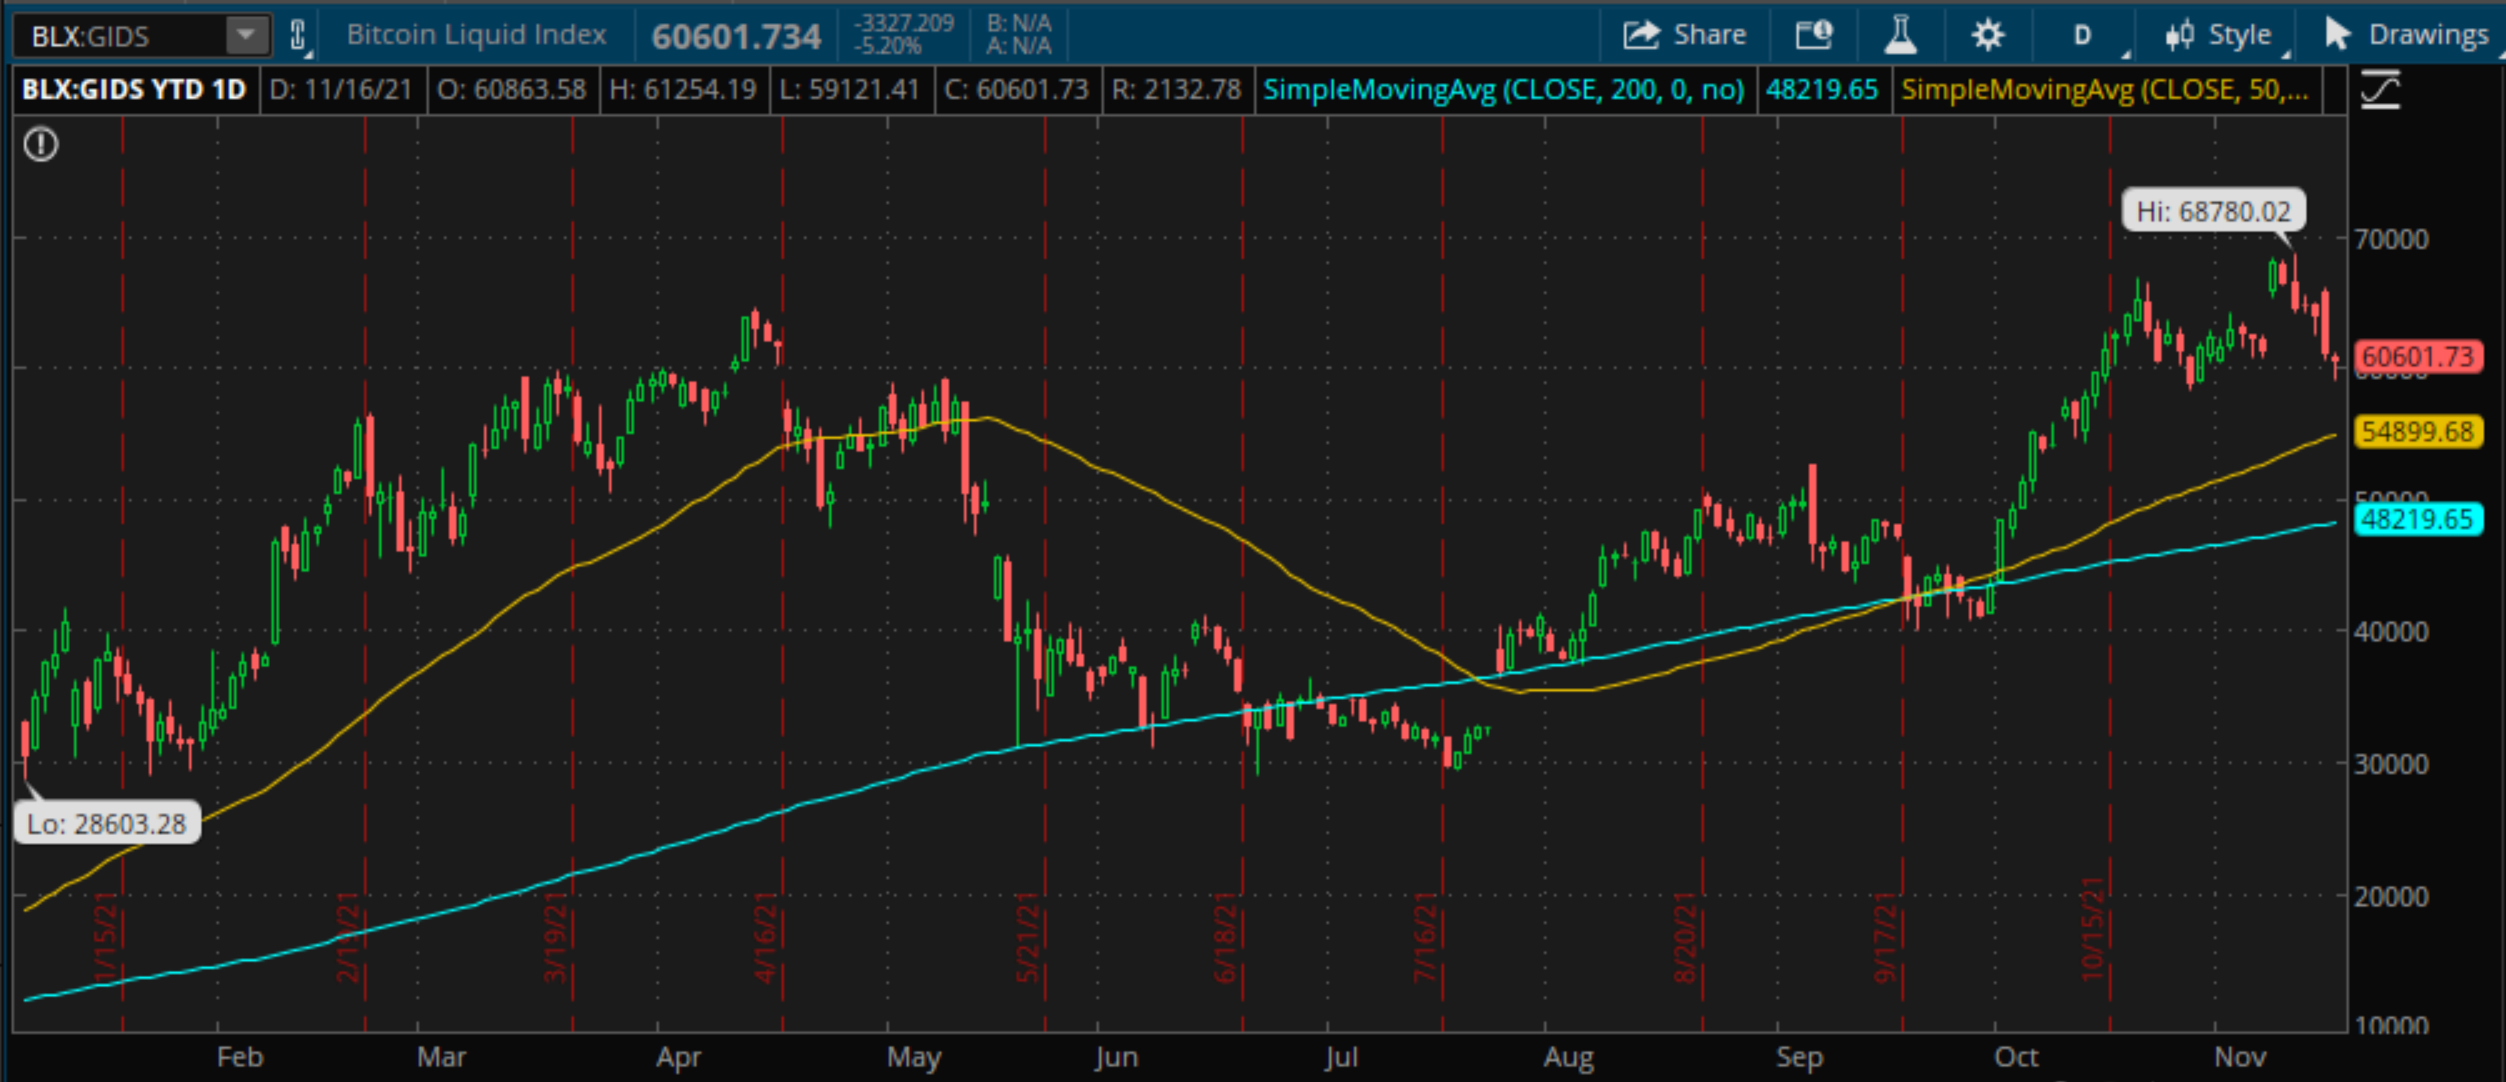 BLX:GIDS
Bitcoin Liquid Index
60601.734
-3327.209
-5.20%
B: N/A
A: N/A
Share
D
Style
Drawings
BLX:GIDS YTD 1D
D: 11/16/21
O: 60863.58
H: 61254.19
L: 59121.41
C: 60601.73
R: 2132.78
SimpleMovingAvg (CLOSE, 200, 0, no)
48219.65
SimpleMovingAvg (CLOSE, 50,...
Hi: 68780.02
70000
60601.73
60000
54899.68
50000
48219.65
40000
30000
Lo: 28603.28
20000
10000
1/15/21
2/19/21
3/19/21
4/16/21
5/21/21
6/18/21
7/16/21
8/20/21
9/17/21
10/15/21
Feb
Mar
Apr
May
Jun
Jul
Aug
Sep
Oct
Nov